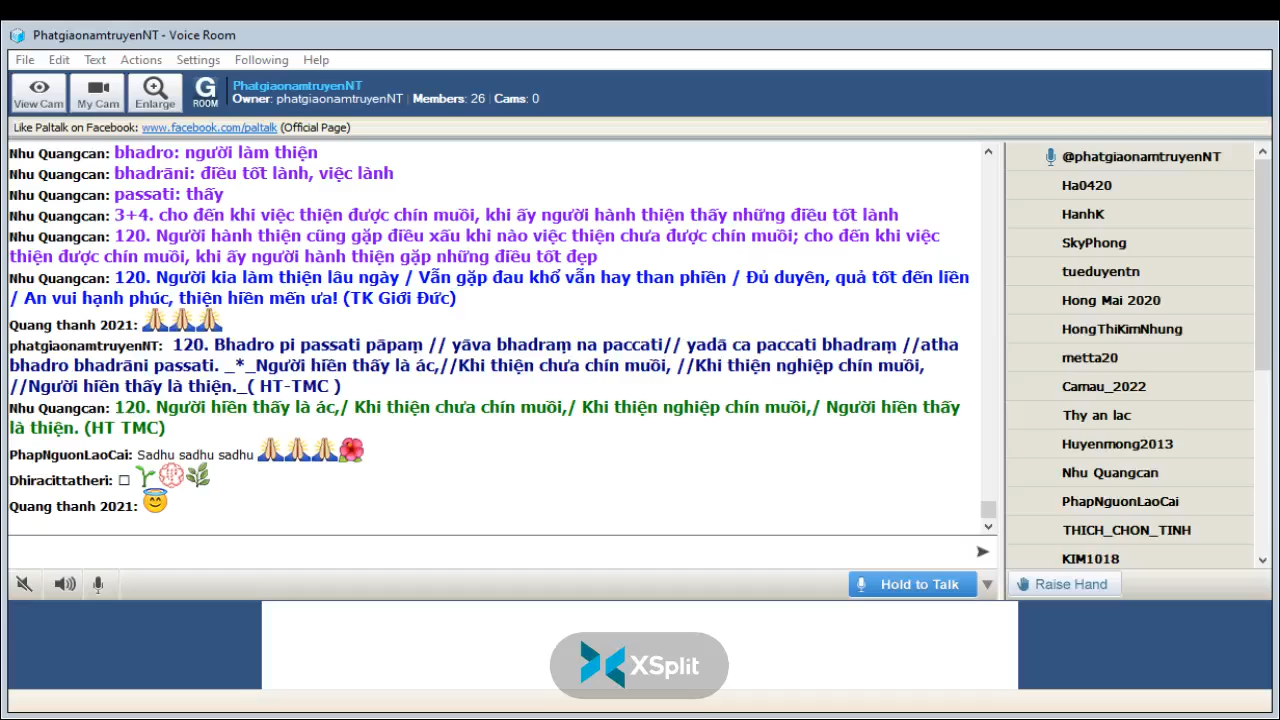 PhatgiaonamtruyenNT - Voice Room
File Edit Text Actions Settings Following Help
View Cam
My Cam
Enlarge
G ROOM
PhatgiaonamtruyenNT
Owner: phatgiaonamtruyenNT | Members: 26 | Cams: 0
Like Paltalk on Facebook: www.facebook.com/paltalk (Official Page)
Nhu Quangcan: bhadro: người làm thiện
Nhu Quangcan: bhadrāni: điều tốt lành, việc lành
Nhu Quangcan: passati: thấy
Nhu Quangcan: 3+4. cho đến khi việc thiện được chín muồi, khi ấy người hành thiện thấy những điều tốt lành
Nhu Quangcan: 120. Người hành thiện cũng gặp điều xấu khi nào việc thiện chưa được chín muồi; cho đến khi việc
thiện được chín muồi, khi ấy người hành thiện gặp những điều tốt đẹp
Nhu Quangcan: 120. Người kia làm thiện lâu ngày / Vẫn gặp đau khổ vẫn hay than phiền / Đủ duyên, quả tốt đến liền
/ An vui hạnh phúc, thiện hiền mến ưa! (TK Giới Đức)
Quang thanh 2021: 🙏🙏🙏
phatgiaonamtruyenNT: 120. Bhadro pi passati pāpaṃ // yāva bhadraṃ na paccati// yadā ca paccati bhadraṃ //atha
bhadro bhadrāni passati. _*_Người hiền thấy là ác,//Khi thiện chưa chín muồi, //Khi thiện nghiệp chín muồi,
//Người hiền thấy là thiện._( HT-TMC )
Nhu Quangcan: 120. Người hiền thấy là ác,/ Khi thiện chưa chín muồi,/ Khi thiện nghiệp chín muồi,/ Người hiền thấy
là thiện. (HT TMC)
PhapNguonLaoCai: Sadhu sadhu sadhu 🙏🙏🙏🌺
Dhiracittatheri: □
Quang thanh 2021: 😇
@phatgiaonamtruyenNT
Ha0420
HanhK
SkyPhong
tueduyentn
Hong Mai 2020
HongThiKimNhung
metta20
Camau_2022
Thy an lac
Huyenmong2013
Nhu Quangcan
PhapNguonLaoCai
THICH_CHON_TINH
KIM1018
Hold to Talk
Raise Hand
XSplit